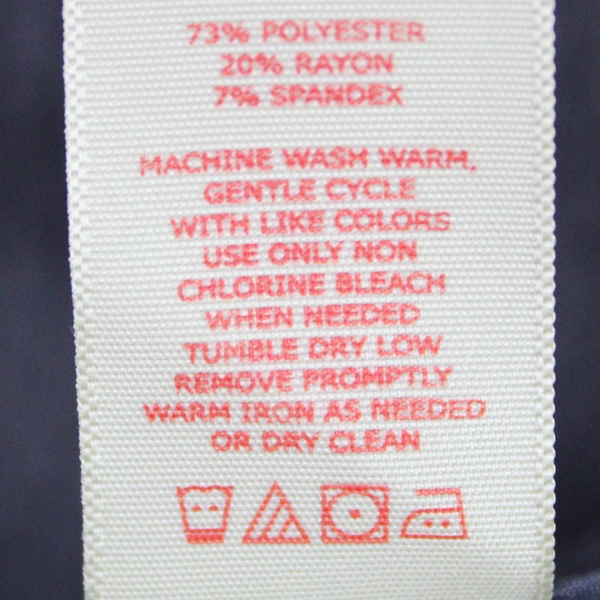 73% POLYESTER
20% RAYON
7% SPANDEX
MACHINE WASH WARM,
GENTLE CYCLE
WITH LIKE COLORS
USE ONLY NON
CHLORINE BLEACH
WHEN NEEDED
TUMBLE DRY LOW
REMOVE PROMPTLY
WARM IRON AS NEEDED
OR DRY CLEAN